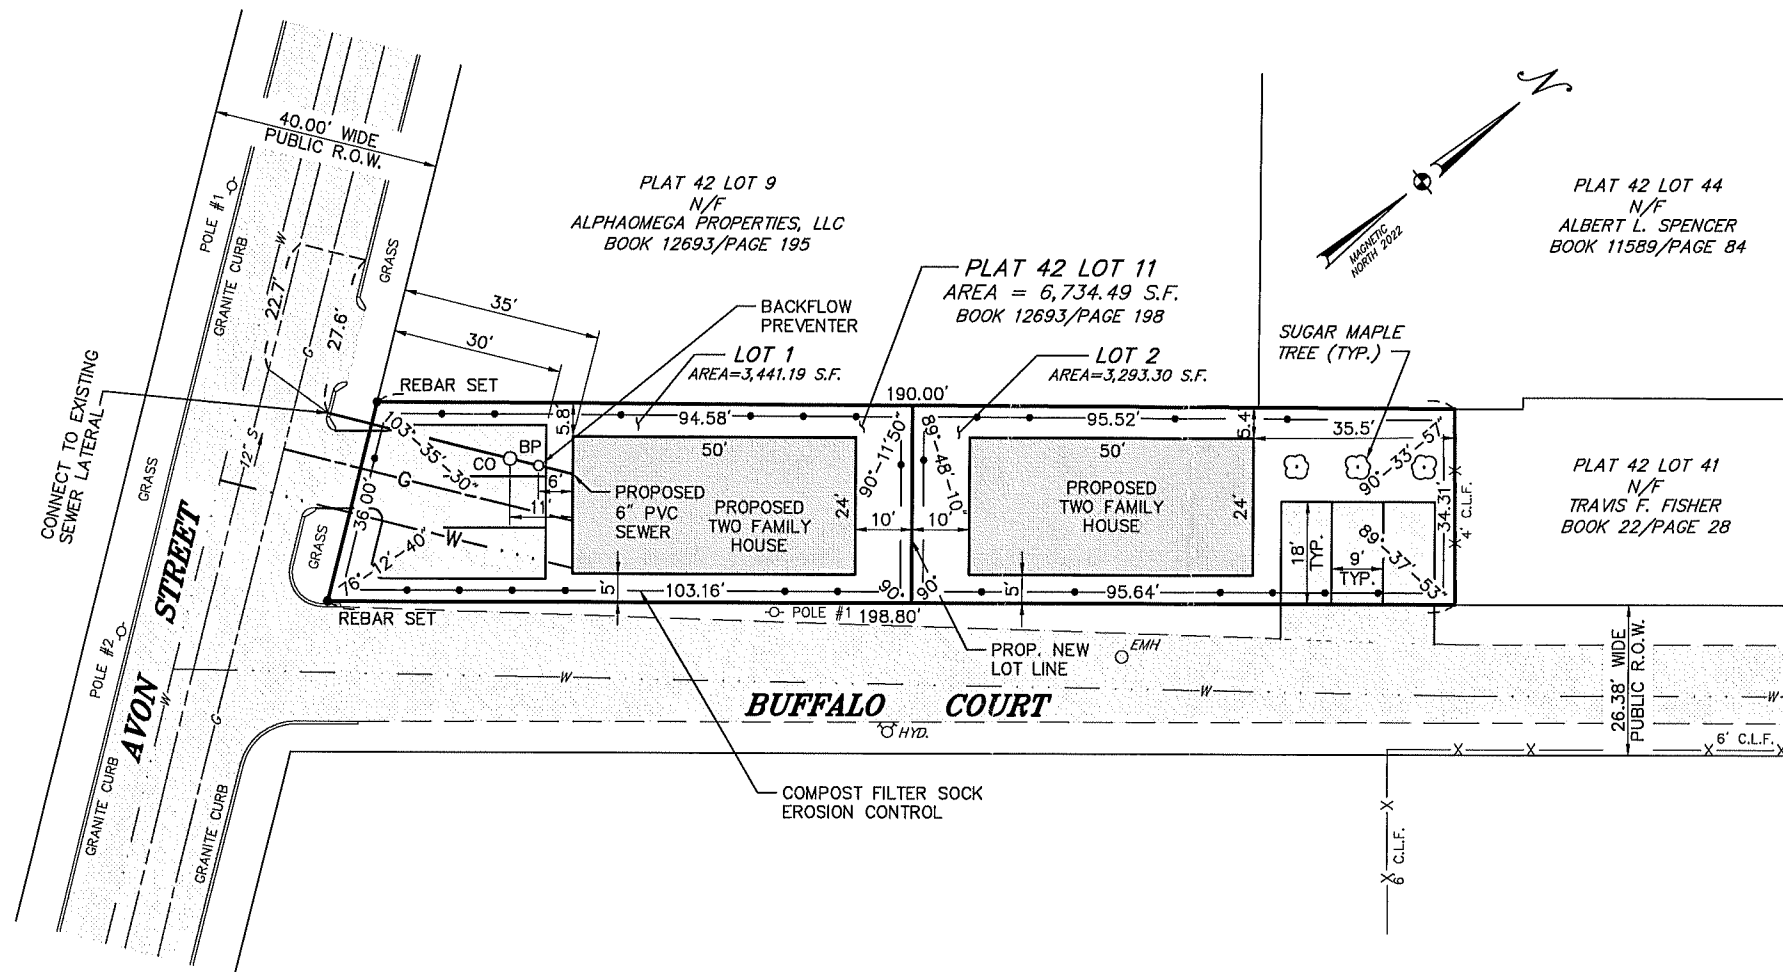 40.00' WIDE
PUBLIC R.O.W.
POLE #1
GRANITE CURB
GRASS
22.7'
27.6'
W
G
PLAT 42 LOT 9
N/F
ALPHAOMEGA PROPERTIES, LLC
BOOK 12693/PAGE 195
N
MAGNETIC
NORTH 2022
PLAT 42 LOT 44
N/F
ALBERT L. SPENCER
BOOK 11589/PAGE 84
35'
30'
BACKFLOW
PREVENTER
PLAT 42 LOT 11
AREA = 6,734.49 S.F.
BOOK 12693/PAGE 198
LOT 1
AREA=3,441.19 S.F.
LOT 2
AREA=3,293.30 S.F.
SUGAR MAPLE
TREE (TYP.)
CONNECT TO EXISTING
SEWER LATERAL
REBAR SET
190.00'
94.58'
95.52'
35.5'
5.8'
5.4'
103°-35'-30"
90°-11'50"
89°-48'-10"
90°-33'-57"
CO
BP
G
6'
11'
W
PROPOSED
6" PVC
SEWER
50'
24'
PROPOSED
TWO FAMILY
HOUSE
10'
10'
50'
24'
PROPOSED
TWO FAMILY
HOUSE
18'
TYP.
9'
TYP.
34.31'
4' C.L.F.
89°-37'-53"
PLAT 42 LOT 41
N/F
TRAVIS F. FISHER
BOOK 22/PAGE 28
GRASS
12" S
36.00'
76°-12'-40"
GRASS
REBAR SET
5'
103.16'
90°
90°
5'
95.64'
POLE #1
198.80'
PROP. NEW
LOT LINE
EMH
26.38' WIDE
PUBLIC R.O.W.
POLE #2
AVON STREET
W
G
W
W
W
BUFFALO COURT
HYD.
6' C.L.F.
GRANITE CURB
GRANITE CURB
COMPOST FILTER SOCK
EROSION CONTROL
6' C.L.F.